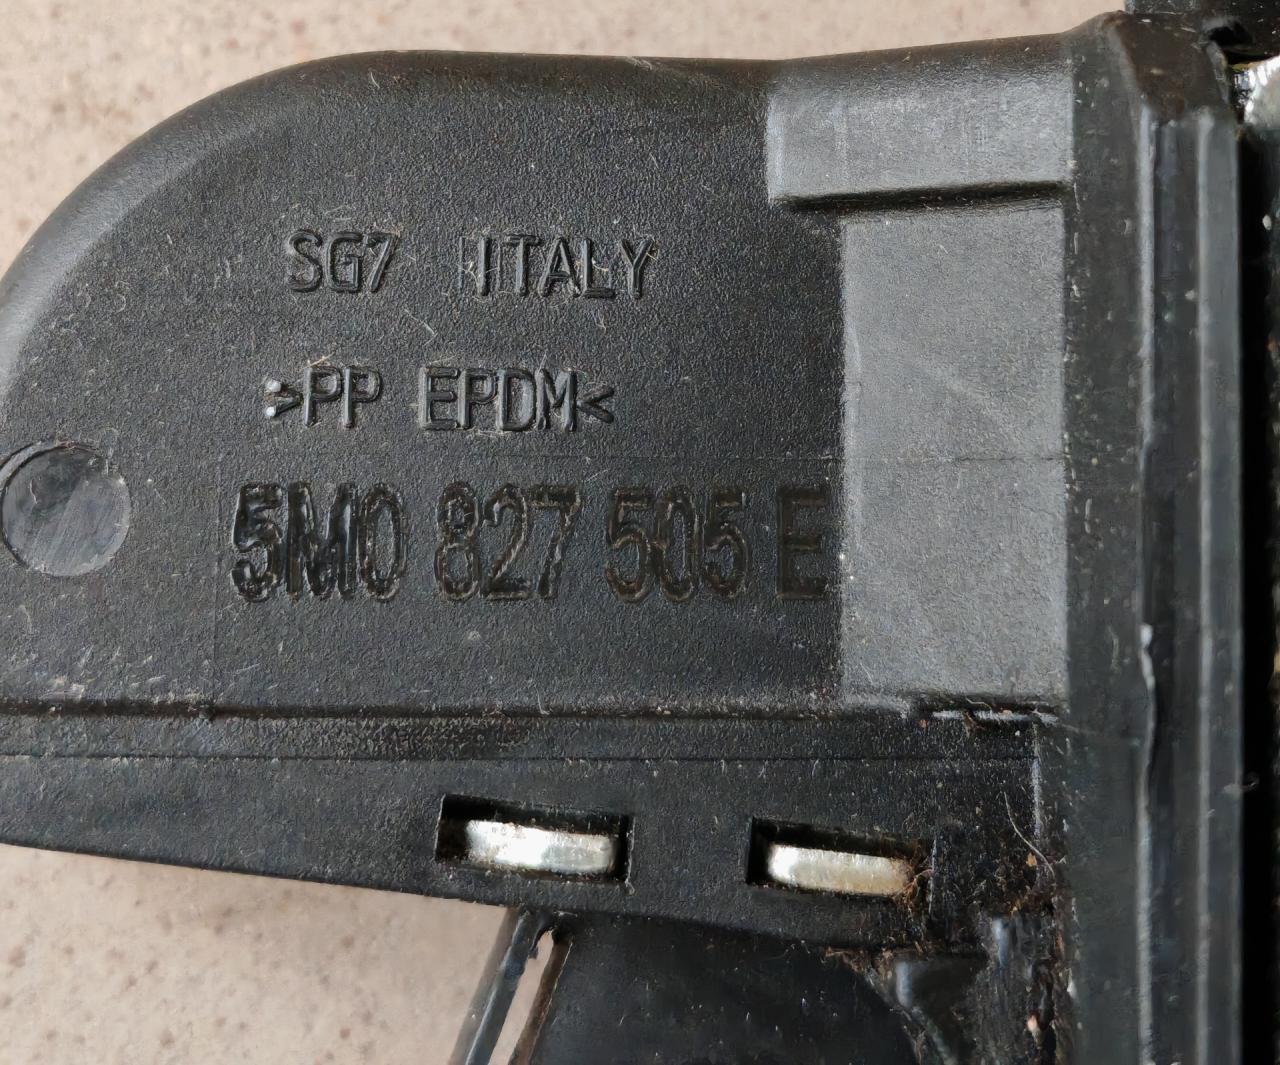 SG7 ITALY
>PP EPDM<
5M0 827 505 E